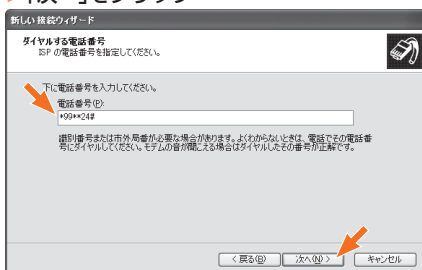 新しい接続ウィザード
ダイヤルする電話番号
ISP の電話番号を指定してください。
下に電話番号を入力してください。
電話番号(P):
*99**24#
識別番号または市外局番が必要な場合があります。よくわからないときは、電話でその電話番
号にダイヤルしてください。モデムの音が聞こえる場合はダイヤルしたその番号が正解です。
< 戻る(B)
次へ(N) >
キャンセル